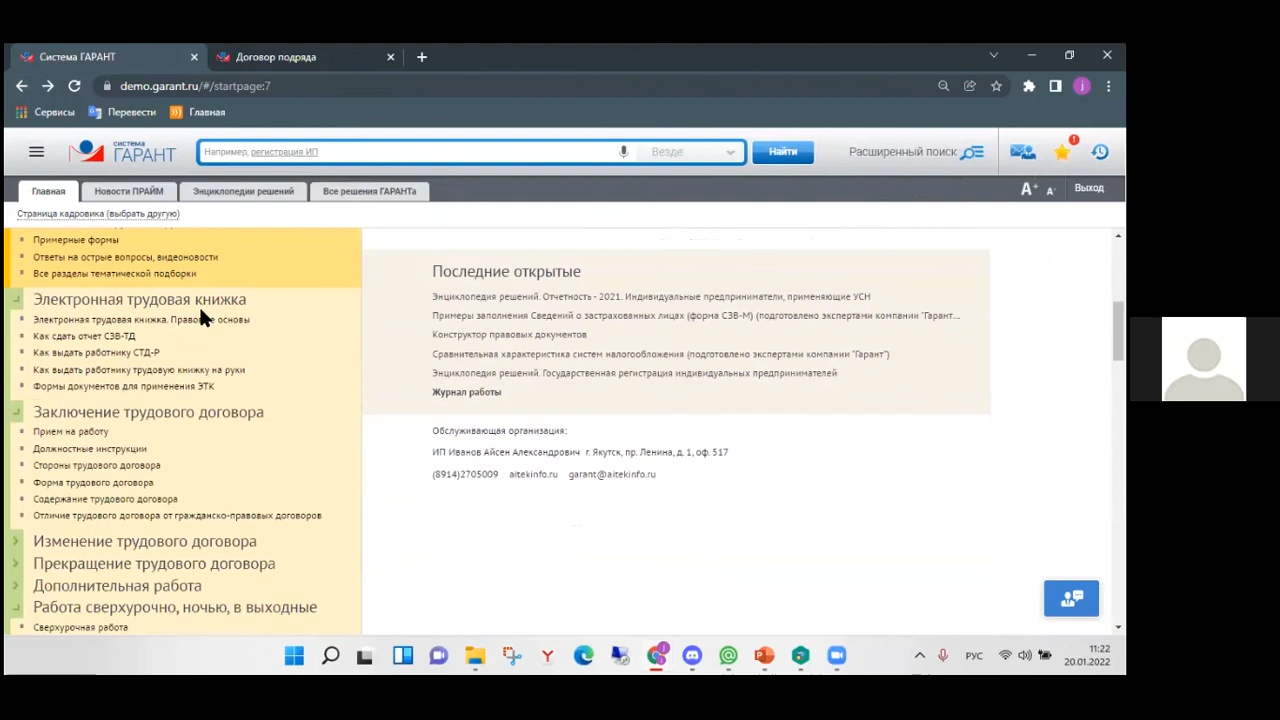 Система ГАРАНТ
Договор подряда
demo.garant.ru/#/startpage:7
j
Сервисы
Перевести
Главная
система
ГАРАНТ
Например, регистрация ИП
Везде
Найти
Расширенный поиск
Главная
Новости ПРАЙМ
Энциклопедии решений
Все решения ГАРАНТа
А+
А-
Выход
Страница кадровика (выбрать другую)
Примерные формы
Ответы на острые вопросы, видеоновости
Все разделы тематической подборки
Электронная трудовая книжка
Электронная трудовая книжка. основы
Как сдать отчет СЗВ-ТД
Как выдать работнику СТД-Р
Как выдать работнику трудовую книжку на руки
Формы документов для применения ЭТК
Заключение трудового договора
Прием на работу
Должностные инструкции
Стороны трудового договора
Форма трудового договора
Содержание трудового договора
Отличие трудового договора от гражданско-правовых договоров
Изменение трудового договора
Прекращение трудового договора
Дополнительная работа
Работа сверхурочно, ночью, в выходные
Сверхурочная работа
Последние открытые
Энциклопедия решений. Отчетность - 2021. Индивидуальные предприниматели, применяющие УСН
Примеры заполнения Сведений о застрахованных лицах (форма СЗВ-М) (подготовлено экспертами компании "Гарант...
Конструктор правовых документов
Сравнительная характеристика систем налогообложения (подготовлено экспертами компании "Гарант")
Энциклопедия решений. Государственная регистрация индивидуальных предпринимателей
Журнал работы
Обслуживающая организация:
ИП Иванов Айсен Александрович г. Якутск, пр. Ленина, д. 1, оф. 517
(8914)2705009 aitekinfo.ru garant@aitekinfo.ru
РУС
11:22
20.01.2022